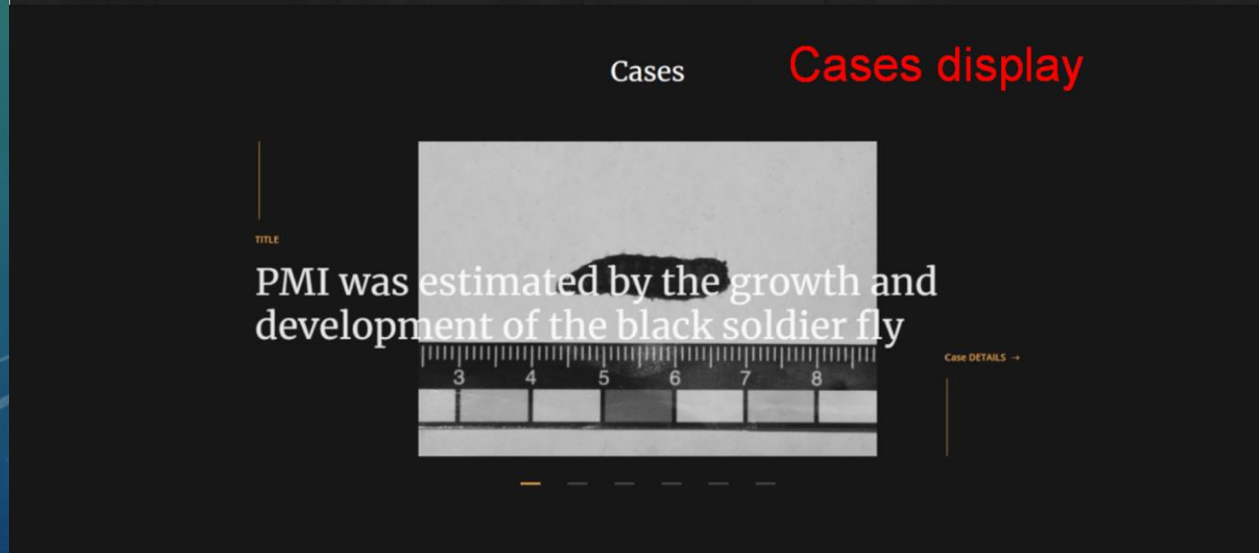 Cases
Cases display
TITLE
PMI was estimated by the growth and
development of the black soldier fly
Case DETAILS →
3 4 5 6 7 8